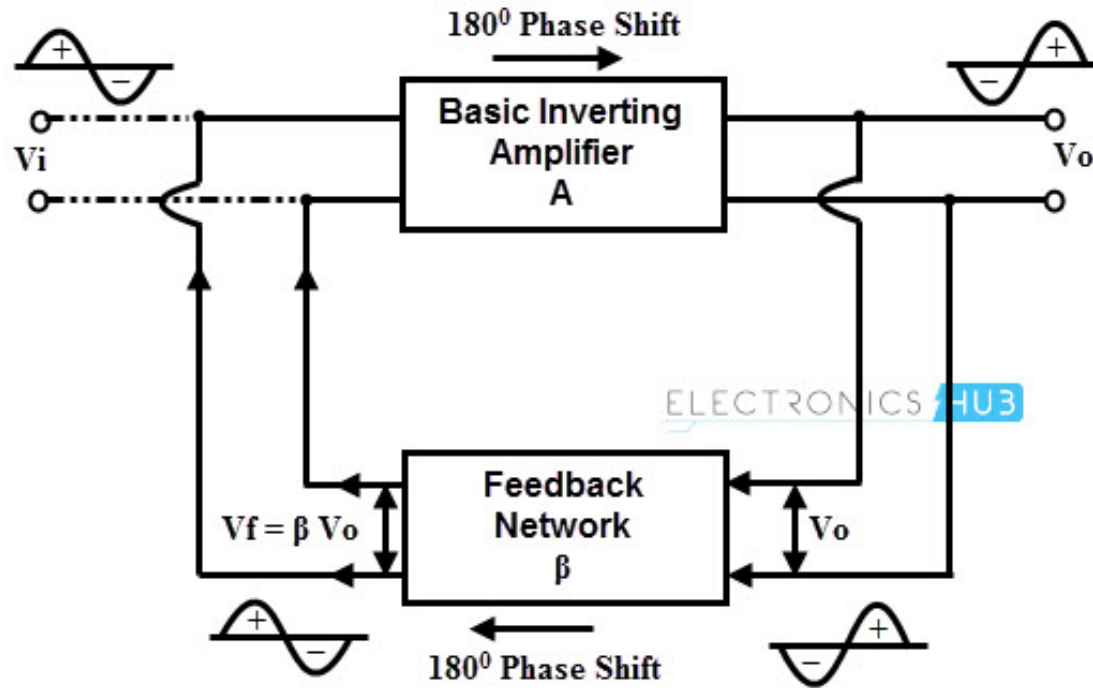 180⁰ Phase Shift
+
−
+
−
Basic Inverting
Amplifier
A
Vi
Vo
ELECTRONICS HUB
Feedback
Network
β
Vf = β Vo
Vo
+
−
+
−
180⁰ Phase Shift